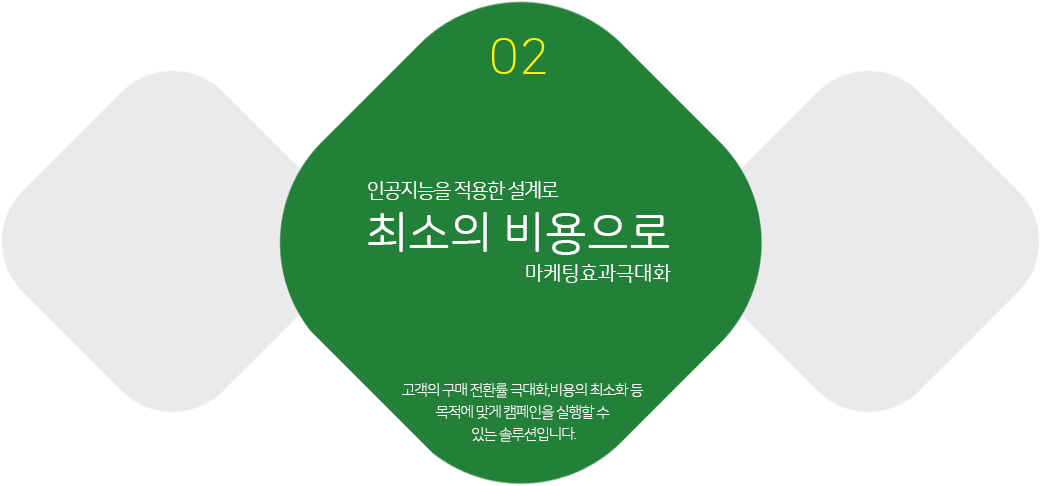 02
인공지능을 적용한 설계로
최소의 비용으로
마케팅효과극대화
고객의 구매 전환률 극대화,비용의 최소화 등
목적에 맞게 캠페인을 실행할 수
있는 솔루션입니다.